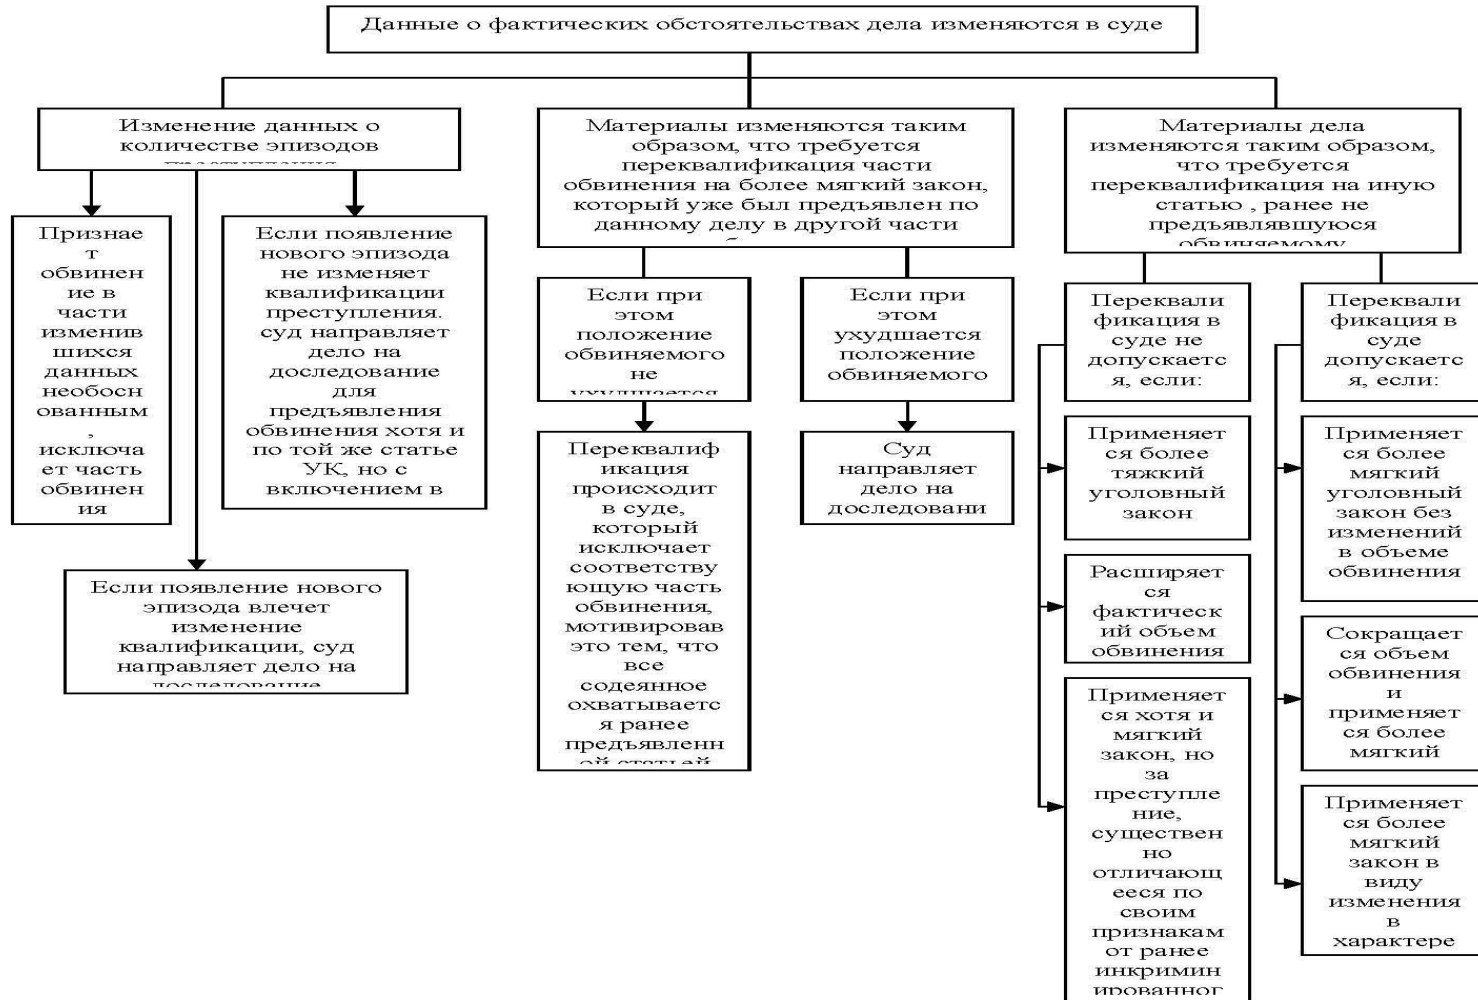 Данные о фактических обстоятельствах дела изменяются в суде
Изменение данных о
количестве эпизодов
Материалы изменяются таким
образом, что требуется
переквалификация части
обвинения на более мягкий закон,
который уже был предъявлен по
данному делу в другой части
Материалы дела
изменяются таким образом,
что требуется
переквалификация на иную
статью , ранее не
предъявлявшуюся
обвиняемому
Признае
т
обвинен
ие в
части
изменив
шихся
данных
необосн
ованным
,
исключа
ет часть
обвинен
ия
Если появление
нового эпизода
не изменяет
квалификации
преступления.
суд направляет
дело на
доследование
для
предъявления
обвинения хотя и
по той же статье
УК, но с
включением в
Если появление нового
эпизода влечет
изменение
квалификации, суд
направляет дело на
доследование
Если при
этом
положение
обвиняемого
не
ухудшается
Переквалиф
икация
происходит
в суде,
который
исключает
соответству
ющую часть
обвинения,
мотивировав
это тем, что
все
содеянное
охватываетс
я ранее
предъявленн
ой статьей
Если при
этом
ухудшается
положение
обвиняемого
Суд
направляет
дело на
доследовани
Переквали
фикация в
суде не
допускаетс
я, если:
Применяет
ся более
тяжкий
уголовный
закон
Расширяет
ся
фактическ
ий объем
обвинения
Применяет
ся хотя и
мягкий
закон, но
за
преступле
ние,
существен
но
отличающ
ееся по
своим
признакам
от ранее
инкримин
ированног
Переквали
фикация в
суде
допускаетс
я, если:
Применяет
ся более
мягкий
уголовный
закон без
изменений
в объеме
обвинения
Сокращает
ся объем
обвинения
и
применяет
ся более
мягкий
Применяет
ся более
мягкий
закон в
виду
изменения
в
характере